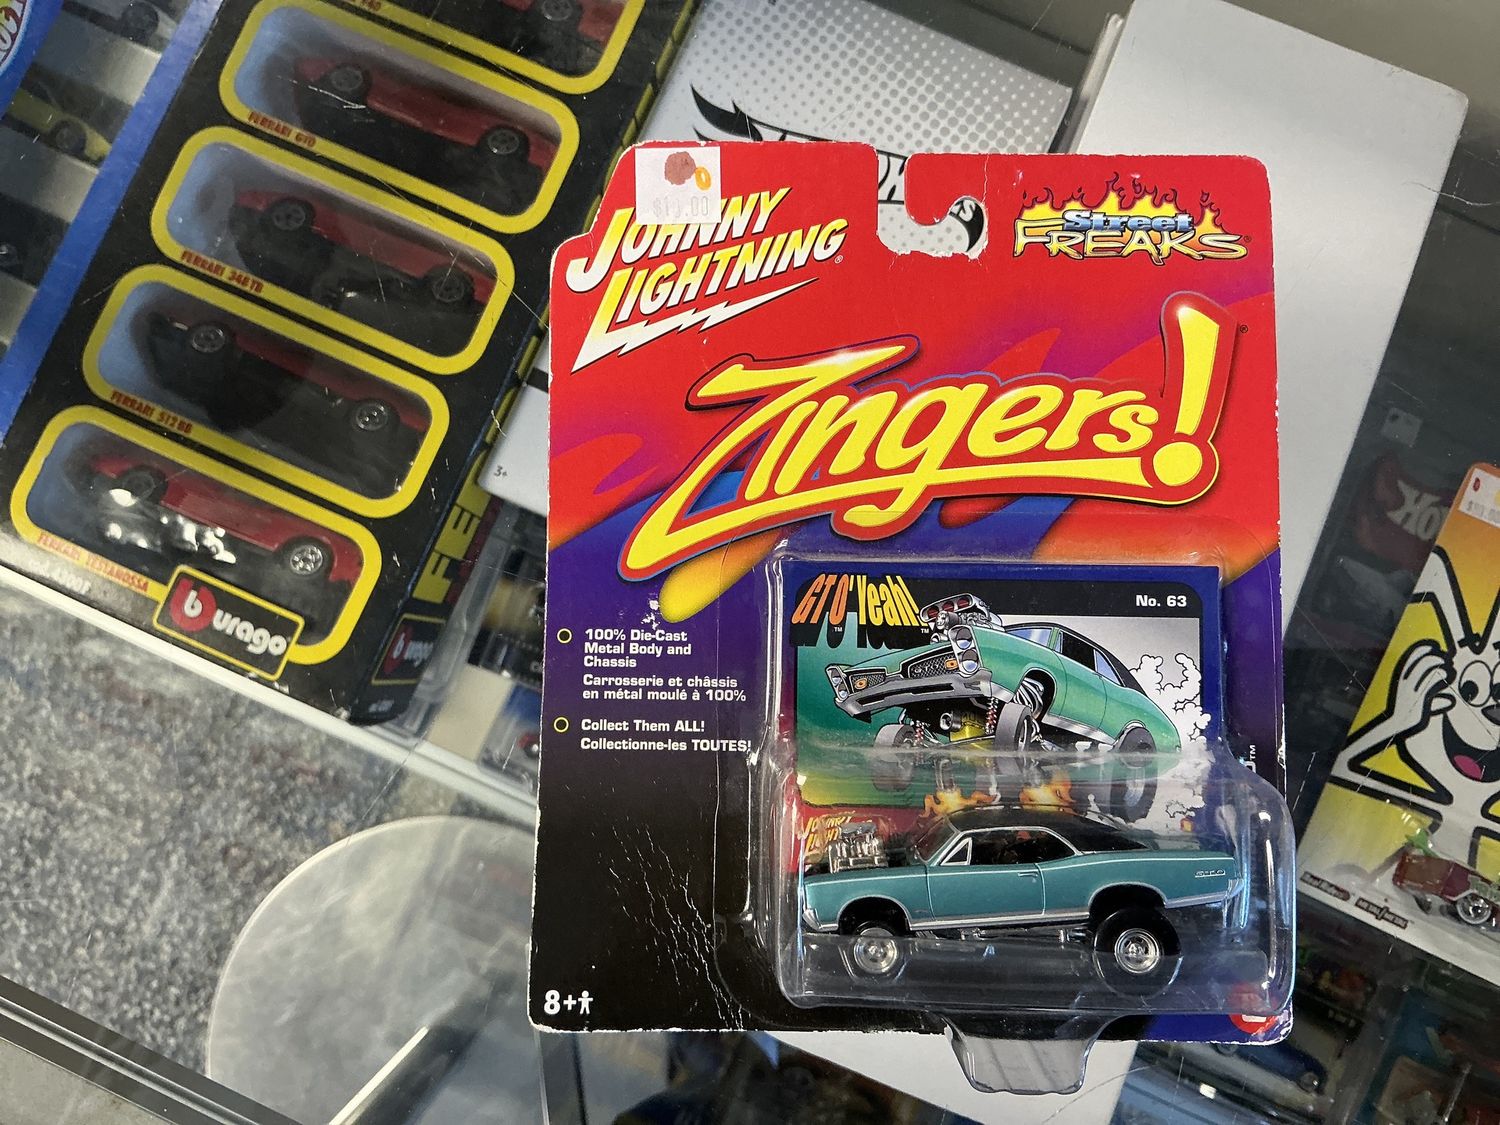 FERRARI GTO
FERRARI 348 TB
FERRARI 512 BB
FERRARI TESTAROSSA
Burago
3+
JOHNNY
LIGHTNING
Street
FREAKS
Zingers!
100% Die-Cast
Metal Body and
Chassis
Carrosserie et châssis
en métal moulé à 100%
Collect Them ALL!
Collectionne-les TOUTES!
8+
GT O' Yeah!
No. 63
GTO